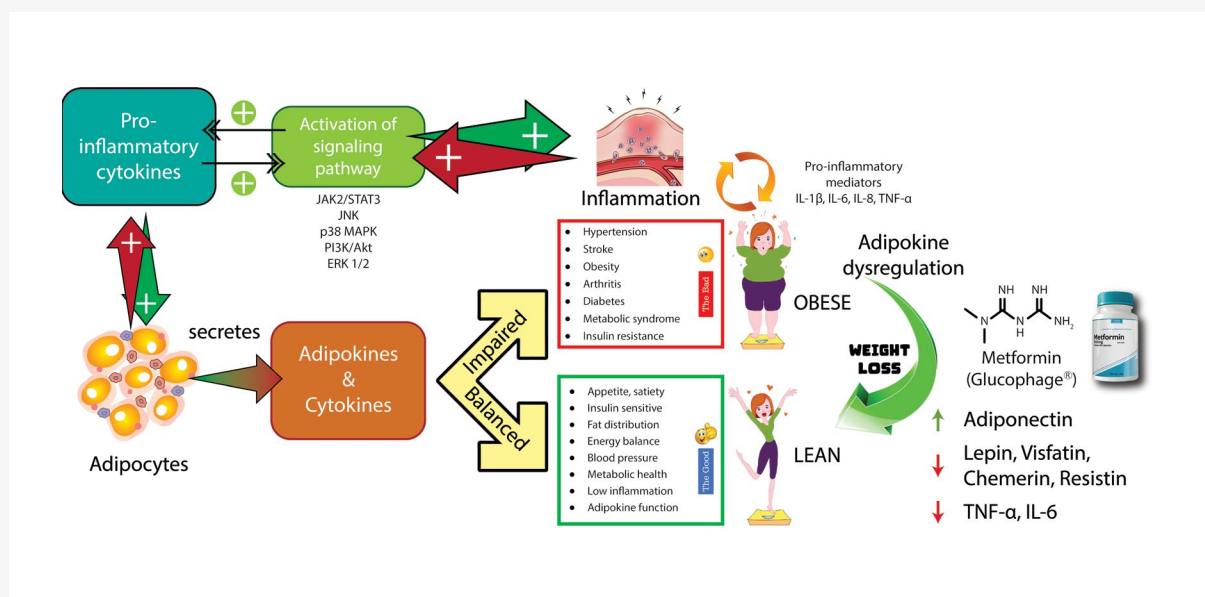 Pro-
inflammatory
cytokines
Activation of
signaling
pathway
JAK2/STAT3
JNK
p38 MAPK
PI3K/Akt
ERK 1/2
Inflammation
Pro-inflammatory
mediators
IL-1β, IL-6, IL-8, TNF-α
Hypertension
Stroke
Obesity
Arthritis
Diabetes
Metabolic syndrome
Insulin resistance
The Bad
OBESE
Adipokine
dysregulation
WEIGHT
LOSS
NH NH
N N NH2
H
Metformin
Metformin
(Glucophage®)
secretes
Adipocytes
Adipokines
&
Cytokines
Impaired
Balanced
Appetite, satiety
Insulin sensitive
Fat distribution
Energy balance
Blood pressure
Metabolic health
Low inflammation
Adipokine function
The Good
LEAN
Adiponectin
Lepin, Visfatin,
Chemerin, Resistin
TNF-α, IL-6